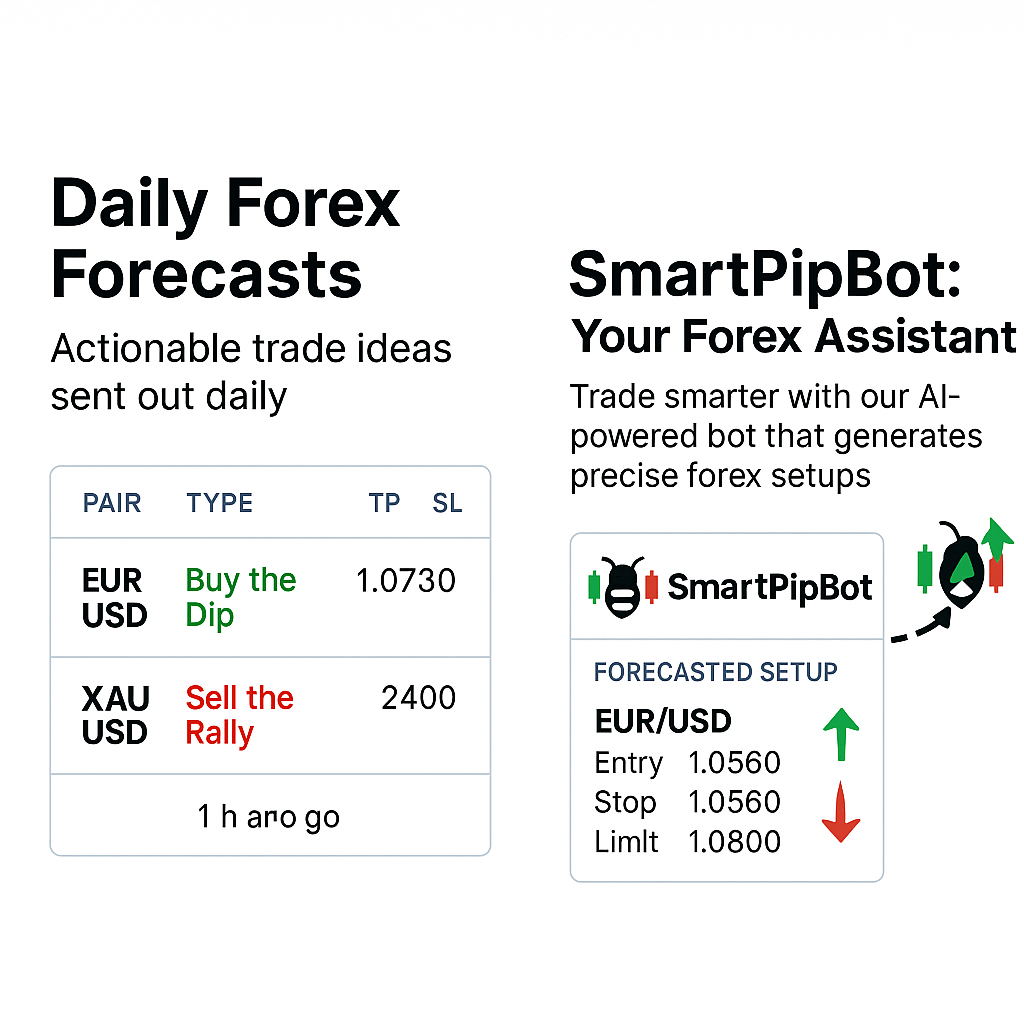 Daily Forex
Forecasts
Actionable trade ideas
sent out daily
PAIR TYPE TP SL
EUR USD Buy the Dip 1.0730
XAU USD Sell the Rally 2400
1 h go
SmartPipBot:
Your Forex Assistant
Trade smarter with our AI-
powered bot that generates
precise forex setups
SmartPipBot
FORECASTED SETUP
EUR/USD
Entry 1.0560
Stop 1.0560
Limlt 1.0800